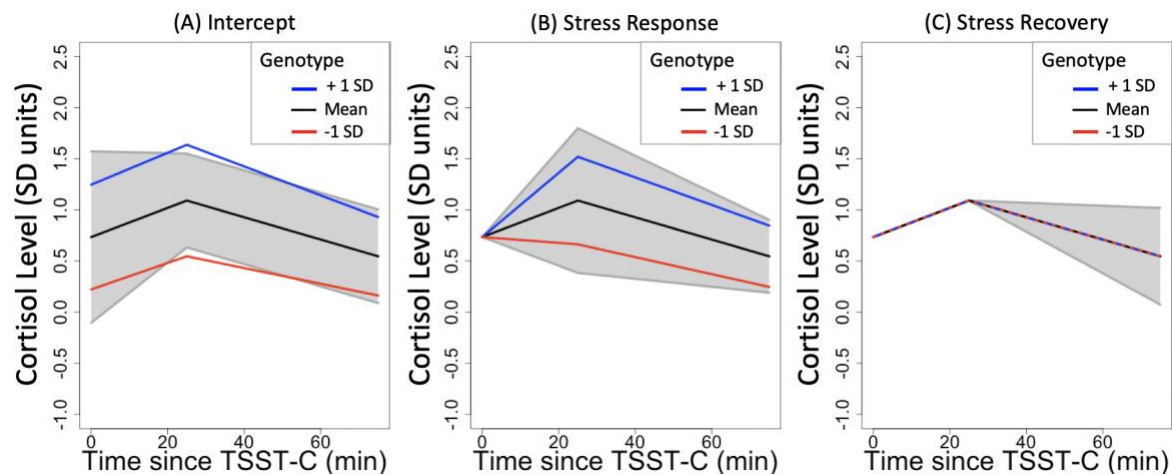 (A) Intercept
Cortisol Level (SD units)
2.5
2.0
1.5
1.0
0.5
0.0
-0.5
-1.0
Genotype
+ 1 SD
Mean
-1 SD
0
20
40
60
Time since TSST-C (min)
(B) Stress Response
Cortisol Level (SD units)
2.5
2.0
1.5
1.0
0.5
0.0
-0.5
-1.0
Genotype
+ 1 SD
Mean
-1 SD
0
20
40
60
Time since TSST-C (min)
(C) Stress Recovery
Cortisol Level (SD units)
2.5
2.0
1.5
1.0
0.5
0.0
-0.5
-1.0
Genotype
+ 1 SD
Mean
-1 SD
0
20
40
60
Time since TSST-C (min)